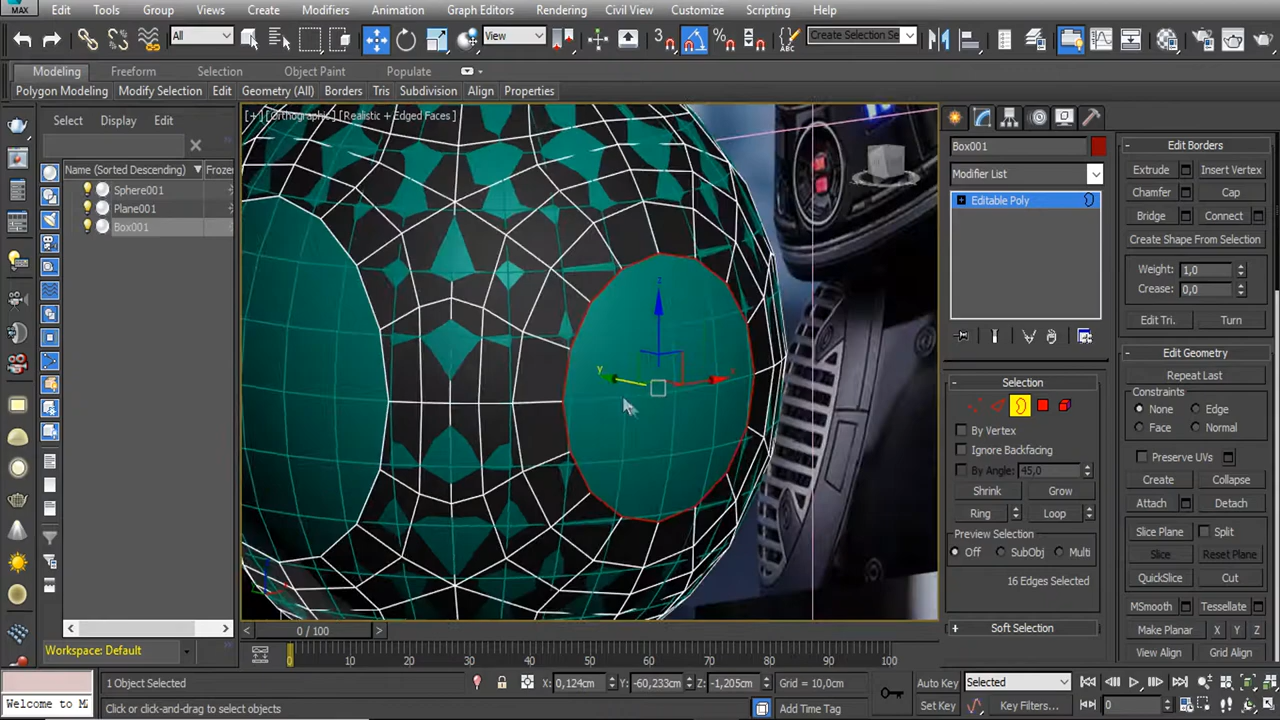 MAX
Edit Tools Group Views Create Modifiers Animation Graph Editors Rendering Civil View Customize Scripting Help
All View 3 Create Selection Se
Modeling Freeform Selection Object Paint Populate
Polygon Modeling Modify Selection Edit Geometry (All) Borders Tris Subdivision Loops Align Properties
Select Display Edit
Name (Sorted Descending) Frozen
Sphere001
Plane001
Box001
[+][Orthographic][Realistic + Edged Faces]
z
y
x
Box001
Modifier List
Editable Poly
Selection
By Vertex
Ignore Backfacing
By Angle: 45,0
Shrink Grow
Ring Loop
Preview Selection
Off SubObj Multi
16 Edges Selected
Soft Selection
Edit Borders
Extrude Insert Vertex
Chamfer Cap
Bridge Connect
Create Shape From Selection
Weight: 1,0
Crease: 0,0
Edit Tri. Turn
Edit Geometry
Repeat Last
Constraints
None Edge
Face Normal
Preserve UVs
Create Collapse
Attach Detach
Slice Plane Split
Slice Reset Plane
QuickSlice Cut
MSmooth Tessellate
Make Planar X Y Z
View Align Grid Align
0 / 100
Workspace: Default
0 10 20 30 40 50 60 70 80 90 100
1 Object Selected X: 0,124cm Y: -60,233cm Z: -1,205cm Grid = 10,0cm Auto Key Selected
Welcome to M Click or click-and-drag to select objects Add Time Tag Set Key Key Filters... 0